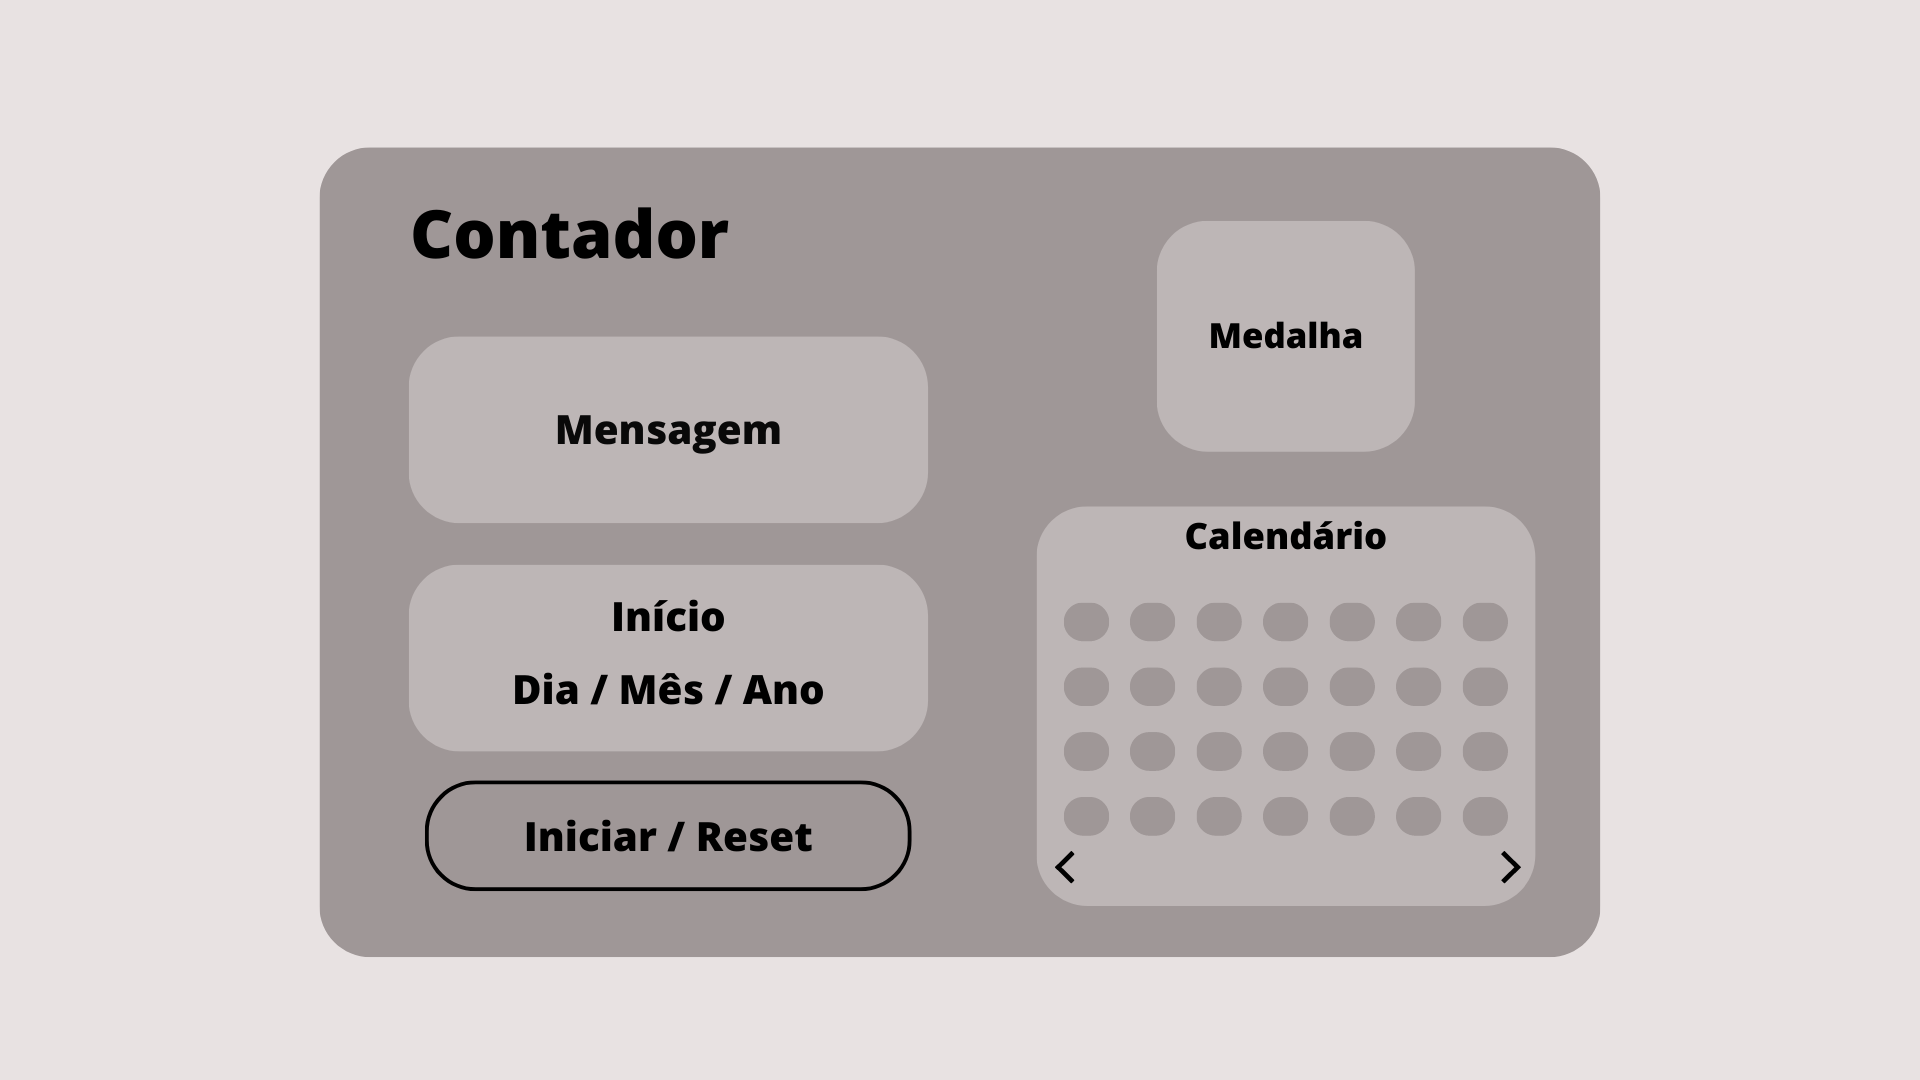 Contador
Mensagem
Início
Dia / Mês / Ano
Iniciar / Reset
Medalha
Calendário